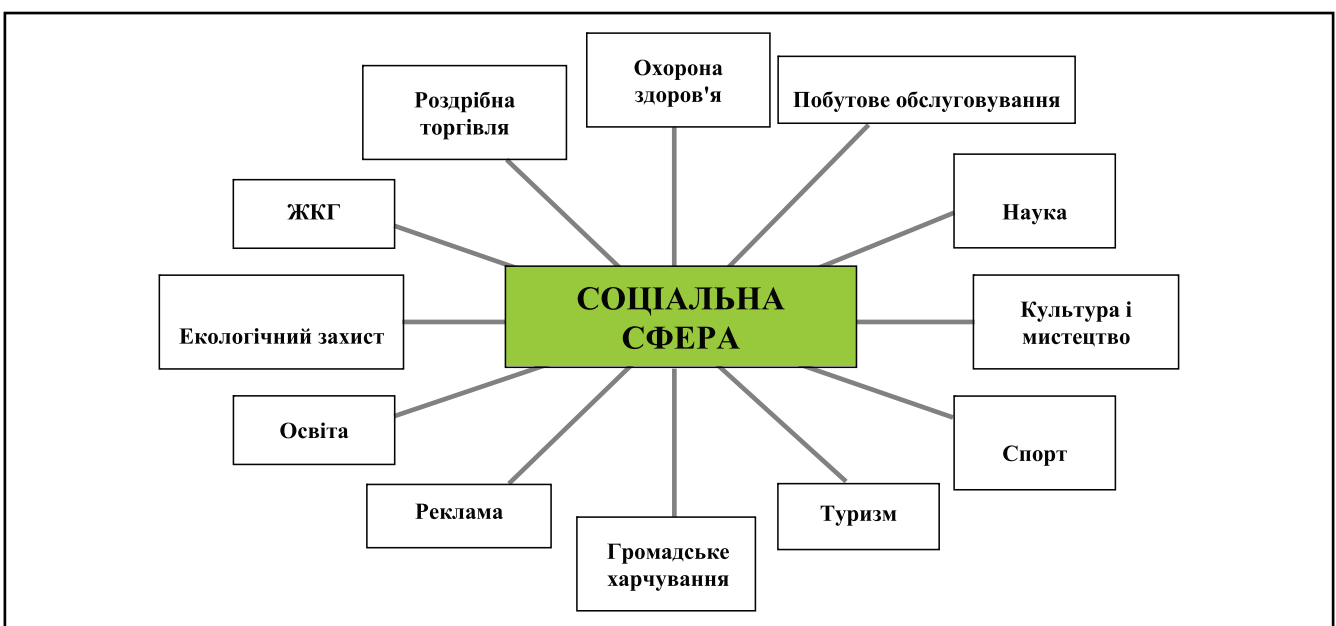 Охорона
здоров'я
Роздрібна
торгівля
Побутове обслуговування
ЖКГ
Наука
СОЦІАЛЬНА
СФЕРА
Екологічний захист
Культура і
мистецтво
Освіта
Спорт
Реклама
Туризм
Громадське
харчування